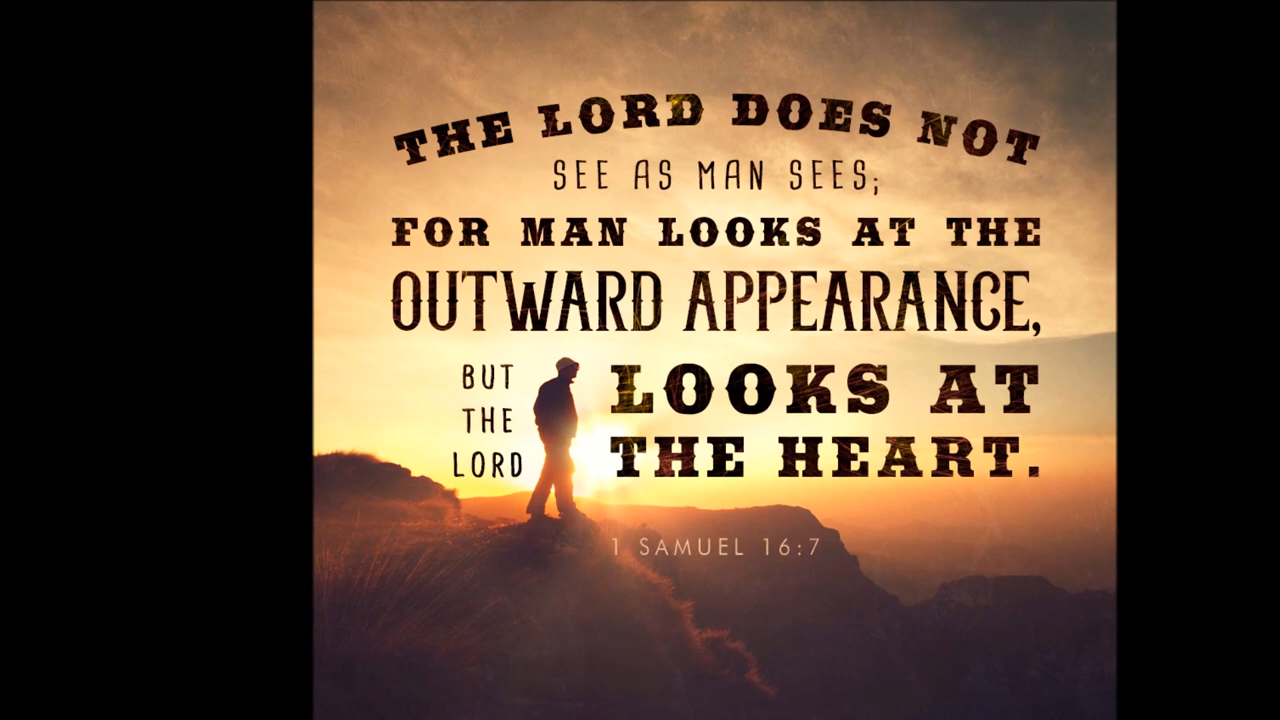 THE LORD DOES NOT
SEE AS MAN SEES;
FOR MAN LOOKS AT THE
OUTWARD APPEARANCE,
BUT
THE
LORD
LOOKS AT
THE HEART.
1 SAMUEL 16:7